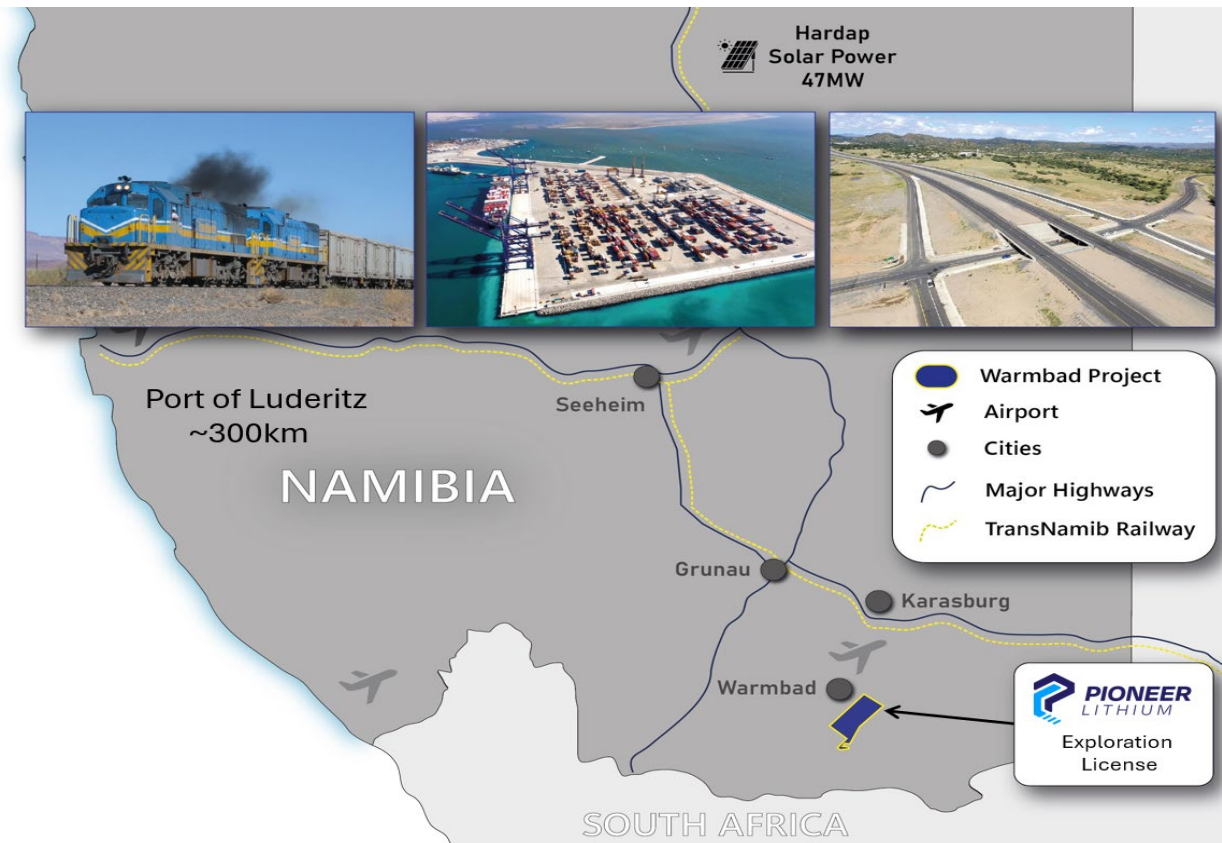 Hardap
Solar Power
47MW
Port of Luderitz
~300km
Seeheim
NAMIBIA
Warmbad Project
Airport
Cities
Major Highways
TransNamib Railway
Grunau
Karasburg
Warmbad
PIONEER
LITHIUM
Exploration
License
SOUTH AFRICA